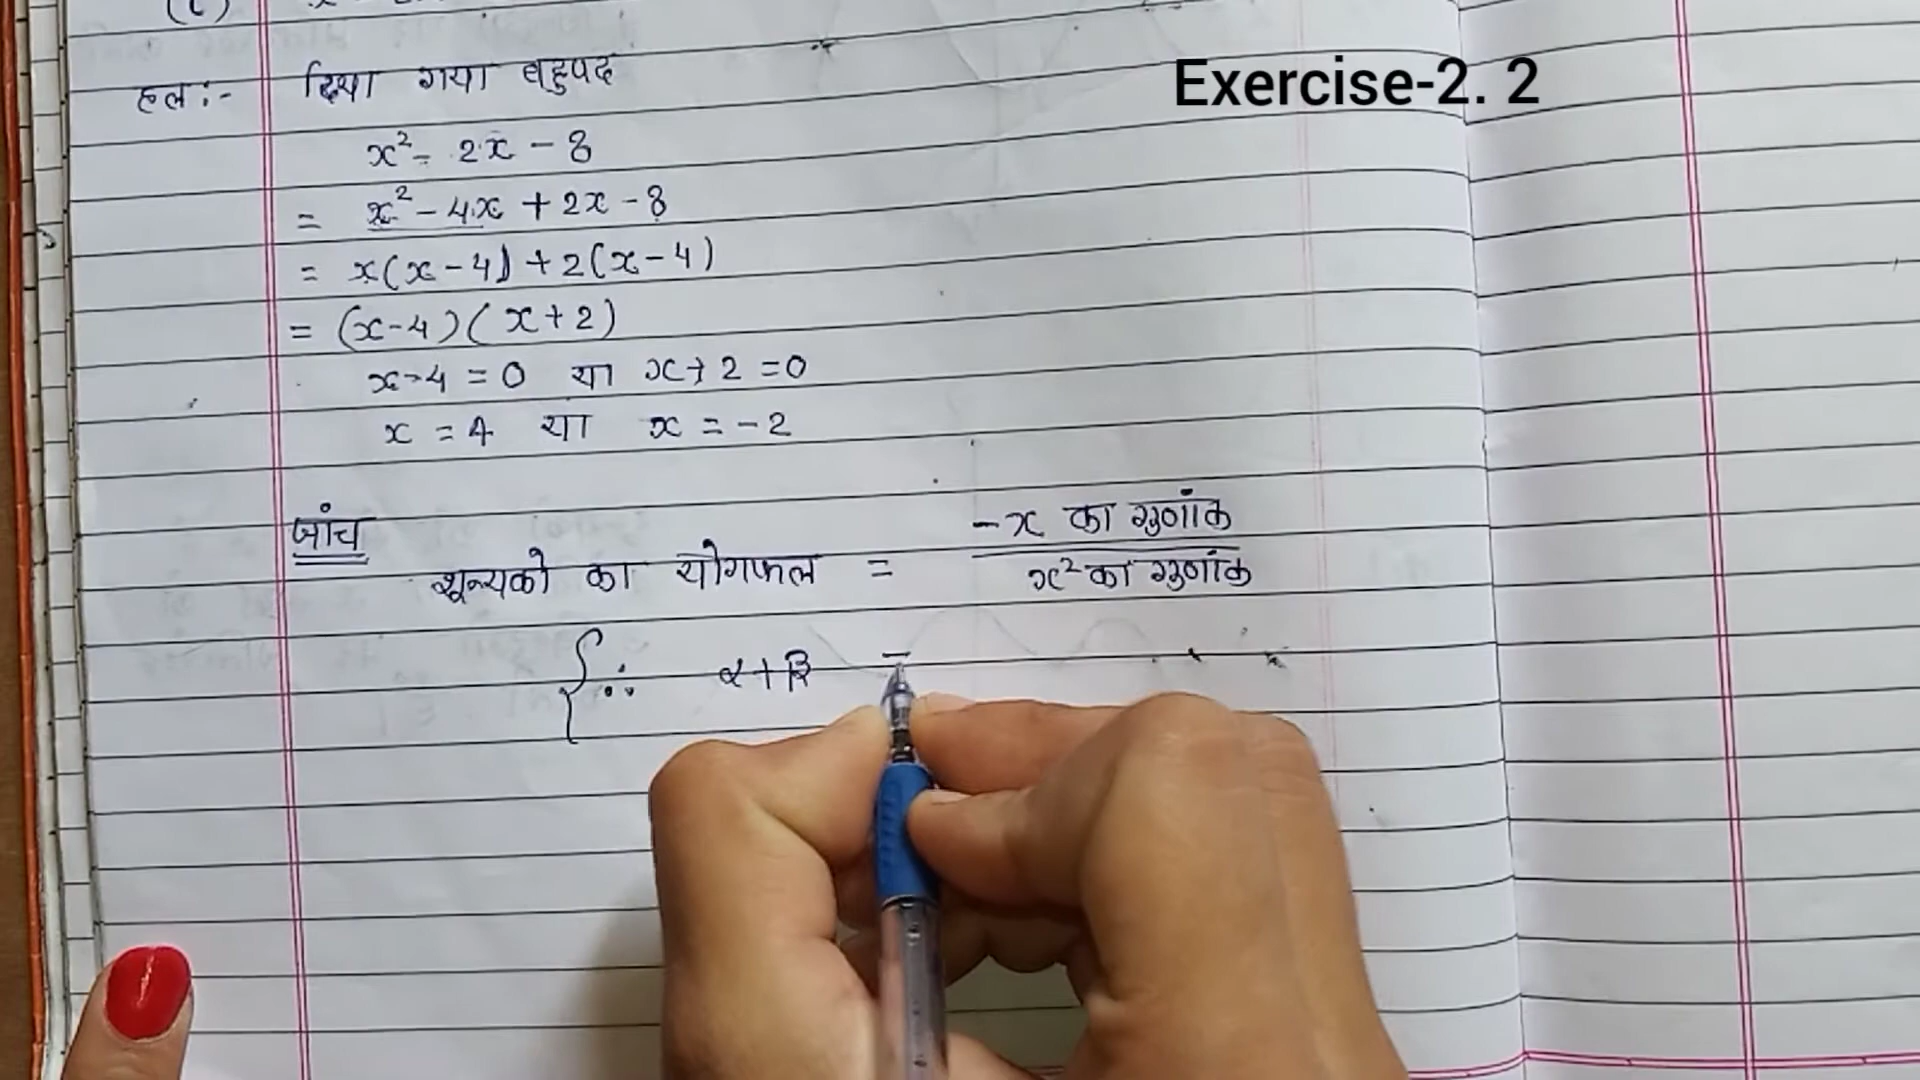 (i)
Exercise-2. 2
हल :- दिया गया बहुपद
x² - 2x - 8
= x² - 4x + 2x - 8
= x(x-4) + 2(x-4)
= (x-4)(x+2)
x-4 = 0 या x+2 = 0
x = 4 या x = -2
जांच
शून्यको का योगफल = -x का गुणांक / x² का गुणांक
{ ∴ α+β =